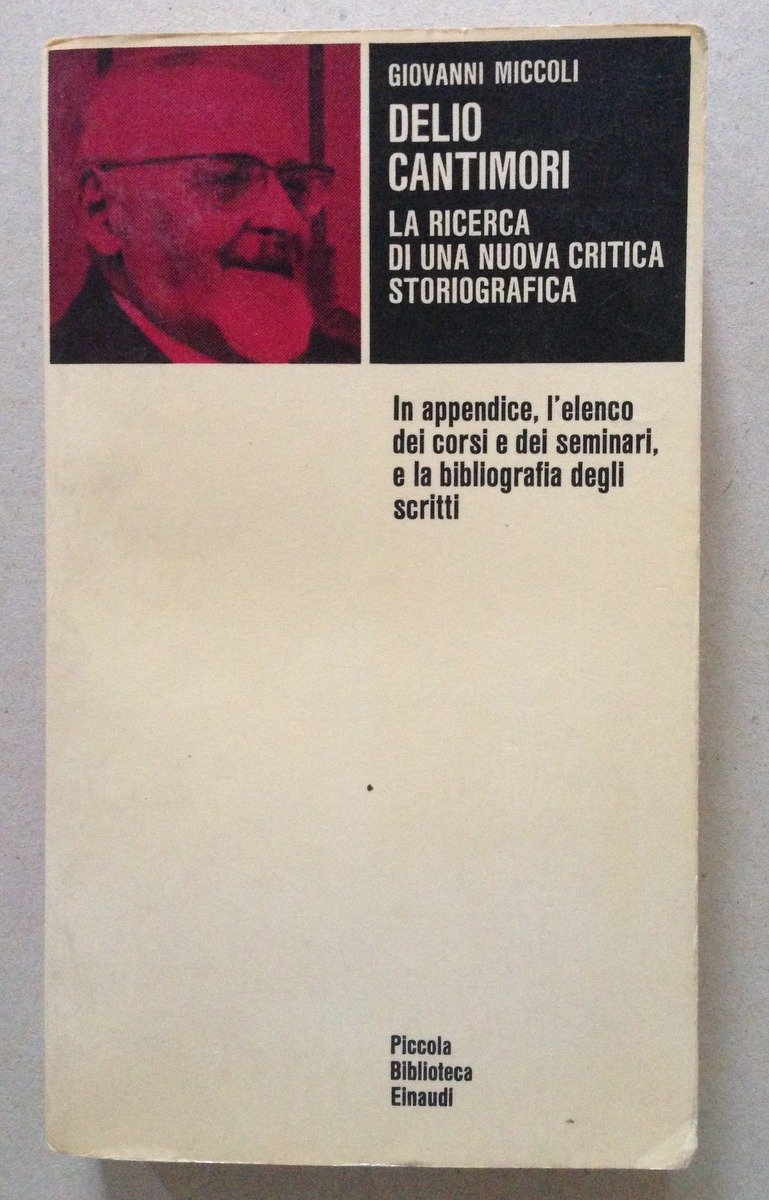 GIOVANNI MICCOLI
DELIO
CANTIMORI
LA RICERCA
DI UNA NUOVA CRITICA
STORIOGRAFICA
In appendice, l'elenco
dei corsi e dei seminari,
e la bibliografia degli
scritti
Piccola
Biblioteca
Einaudi